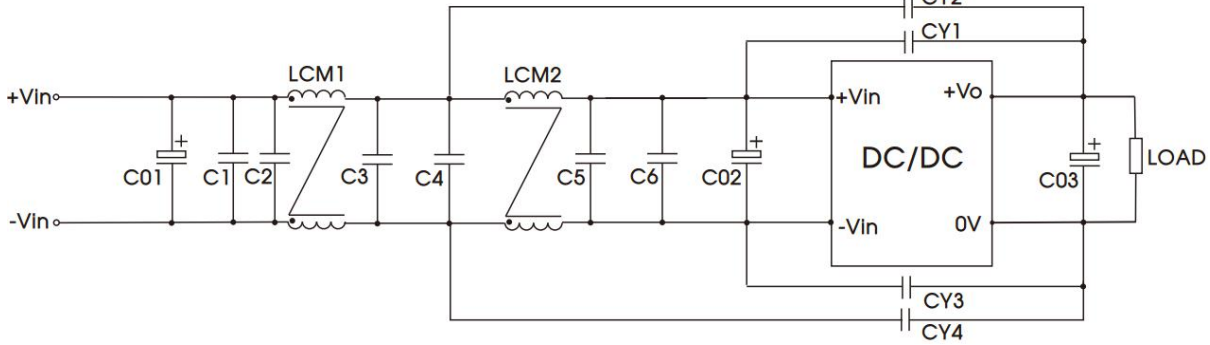 CY2
CY1
LCM1
LCM2
+Vin
+Vin
+Vo
+
+
+
DC/DC
LOAD
C01
C1
C2
C3
C4
C5
C6
C02
C03
-Vin
-Vin
0V
CY3
CY4